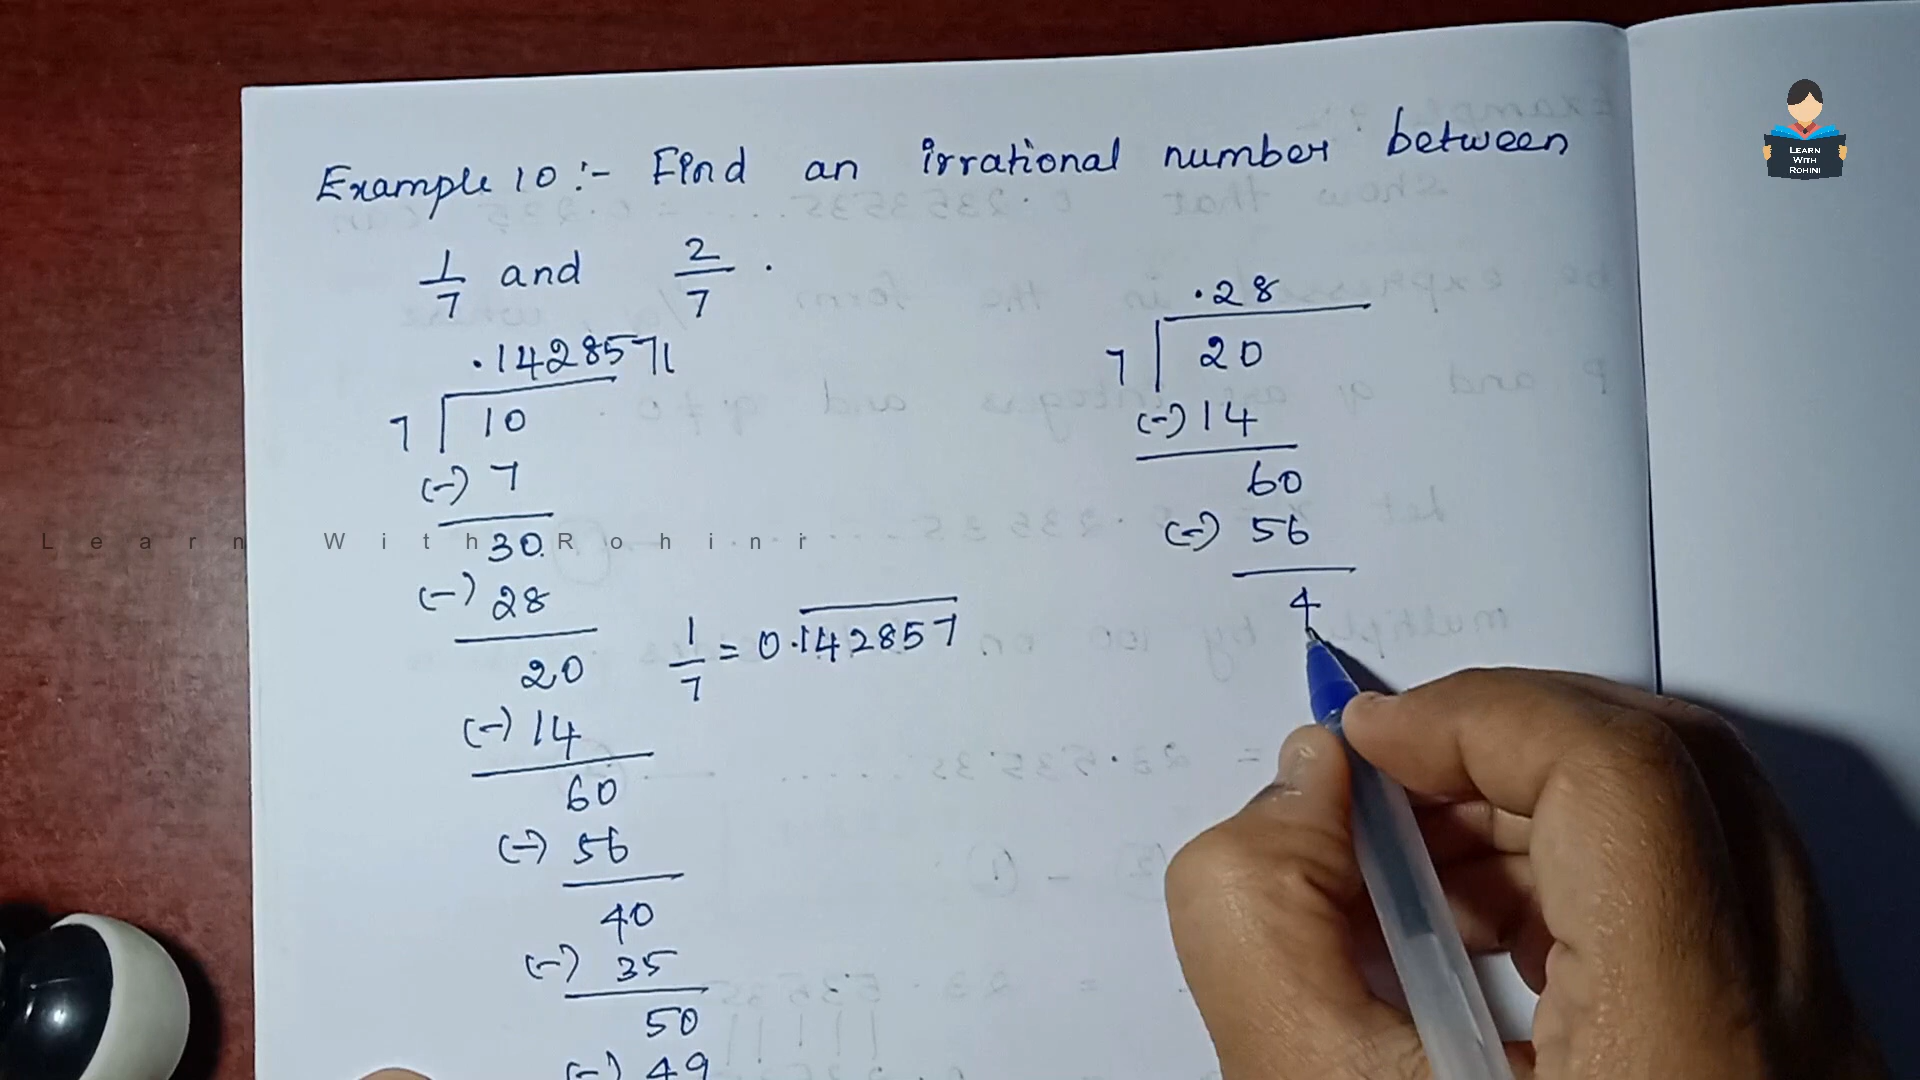 Example 10:- Find an irrational number between
1/7 and 2/7 .
.1428571
7 10
(-) 7
30
(-) 28
20
(-) 14
60
(-) 56
40
(-) 35
50
(-) 49
1/7 = 0.142857
.28
7 20
(-) 14
60
(-) 56
4
Learn With Rohini
LEARN
WITH
ROHINI